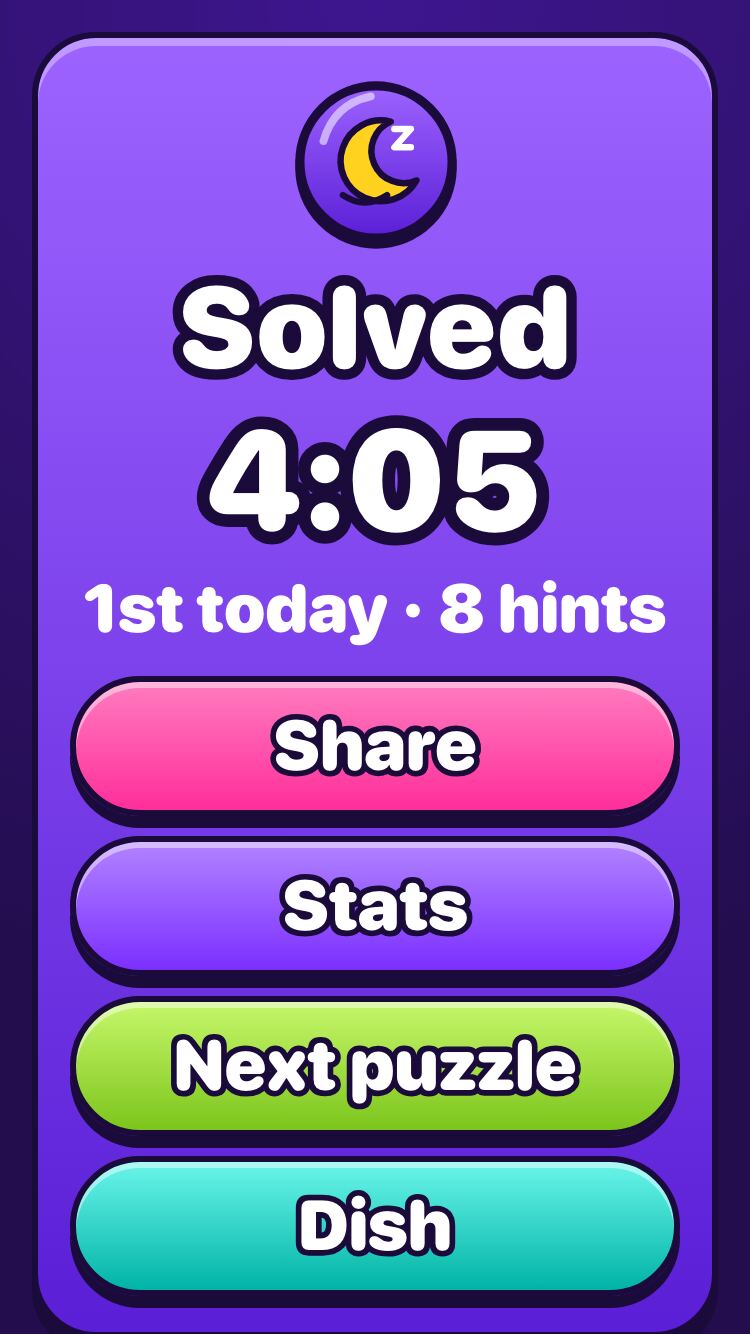 z
Solved
4:05
1st today · 8 hints
Share
Stats
Next puzzle
Dish